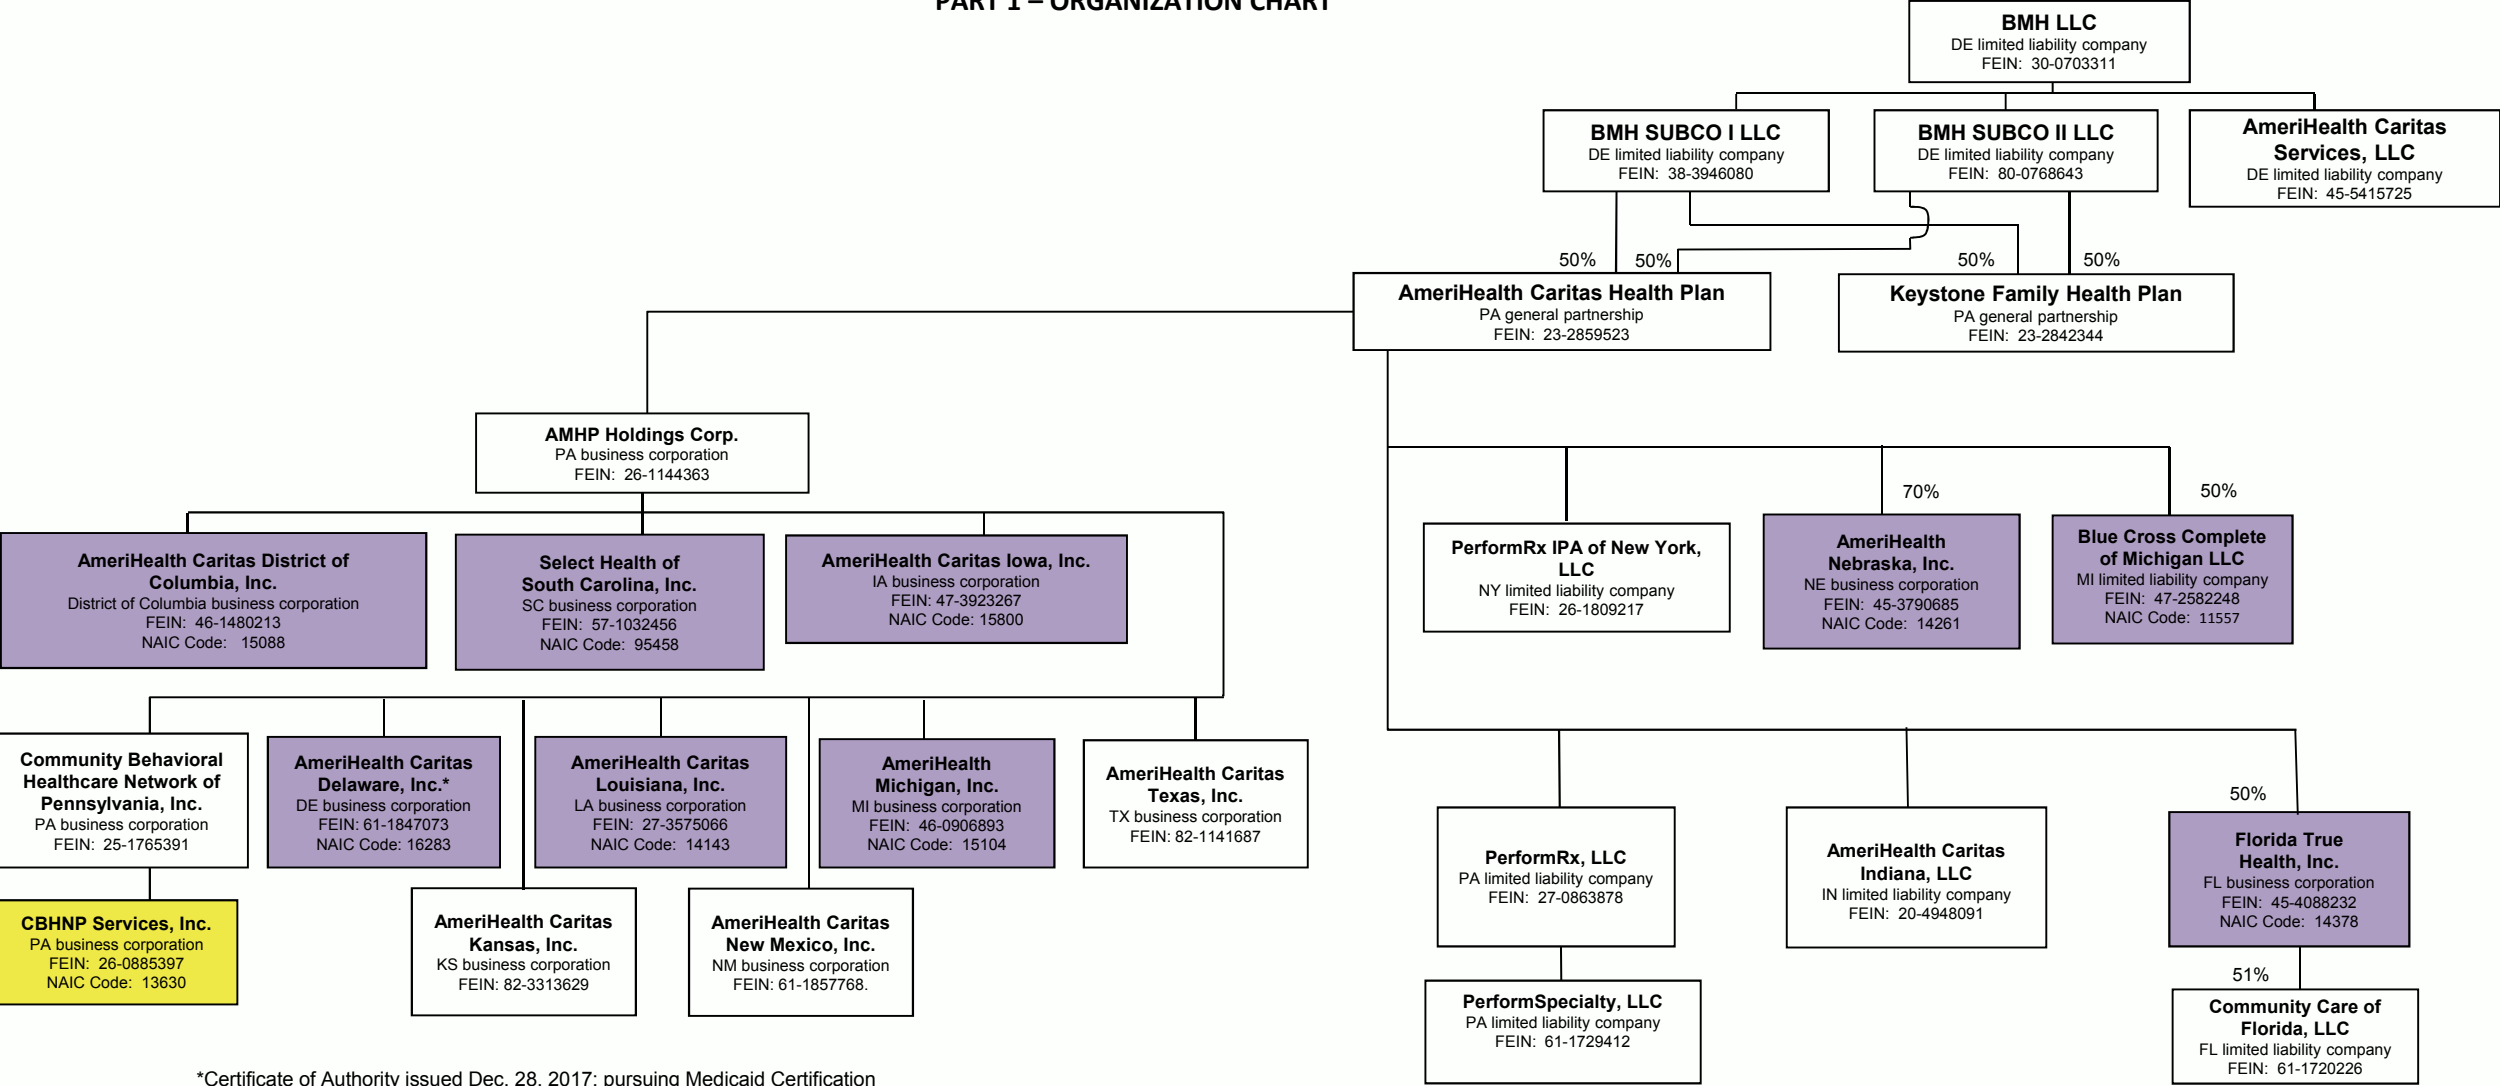 PART 1 – ORGANIZATION CHART
BMH LLC
DE limited liability company
FEIN: 30-0703311
BMH SUBCO I LLC
DE limited liability company
FEIN: 38-3946080
BMH SUBCO II LLC
DE limited liability company
FEIN: 80-0768643
AmeriHealth Caritas
Services, LLC
DE limited liability company
FEIN: 45-5415725
50%
50%
50%
50%
AmeriHealth Caritas Health Plan
PA general partnership
FEIN: 23-2859523
Keystone Family Health Plan
PA general partnership
FEIN: 23-2842344
AMHP Holdings Corp.
PA business corporation
FEIN: 26-1144363
70%
50%
AmeriHealth Caritas District of
Columbia, Inc.
District of Columbia business corporation
FEIN: 46-1480213
NAIC Code: 15088
Select Health of
South Carolina, Inc.
SC business corporation
FEIN: 57-1032456
NAIC Code: 95458
AmeriHealth Caritas Iowa, Inc.
IA business corporation
FEIN: 47-3923267
NAIC Code: 15800
PerformRx IPA of New York,
LLC
NY limited liability company
FEIN: 26-1809217
AmeriHealth
Nebraska, Inc.
NE business corporation
FEIN: 45-3790685
NAIC Code: 14261
Blue Cross Complete
of Michigan LLC
MI limited liability company
FEIN: 47-2582248
NAIC Code: 11557
Community Behavioral
Healthcare Network of
Pennsylvania, Inc.
PA business corporation
FEIN: 25-1765391
AmeriHealth Caritas
Delaware, Inc.*
DE business corporation
FEIN: 61-1847073
NAIC Code: 16283
AmeriHealth Caritas
Louisiana, Inc.
LA business corporation
FEIN: 27-3575066
NAIC Code: 14143
AmeriHealth
Michigan, Inc.
MI business corporation
FEIN: 46-0906893
NAIC Code: 15104
AmeriHealth Caritas
Texas, Inc.
TX business corporation
FEIN: 82-1141687
50%
PerformRx, LLC
PA limited liability company
FEIN: 27-0863878
AmeriHealth Caritas
Indiana, LLC
IN limited liability company
FEIN: 20-4948091
Florida True
Health, Inc.
FL business corporation
FEIN: 45-4088232
NAIC Code: 14378
CBHNP Services, Inc.
PA business corporation
FEIN: 26-0885397
NAIC Code: 13630
AmeriHealth Caritas
Kansas, Inc.
KS business corporation
FEIN: 82-3313629
AmeriHealth Caritas
New Mexico, Inc.
NM business corporation
FEIN: 61-1857768.
51%
PerformSpecialty, LLC
PA limited liability company
FEIN: 61-1729412
Community Care of
Florida, LLC
FL limited liability company
FEIN: 61-1720226
*Certificate of Authority issued Dec. 28, 2017; pursuing Medicaid Certification